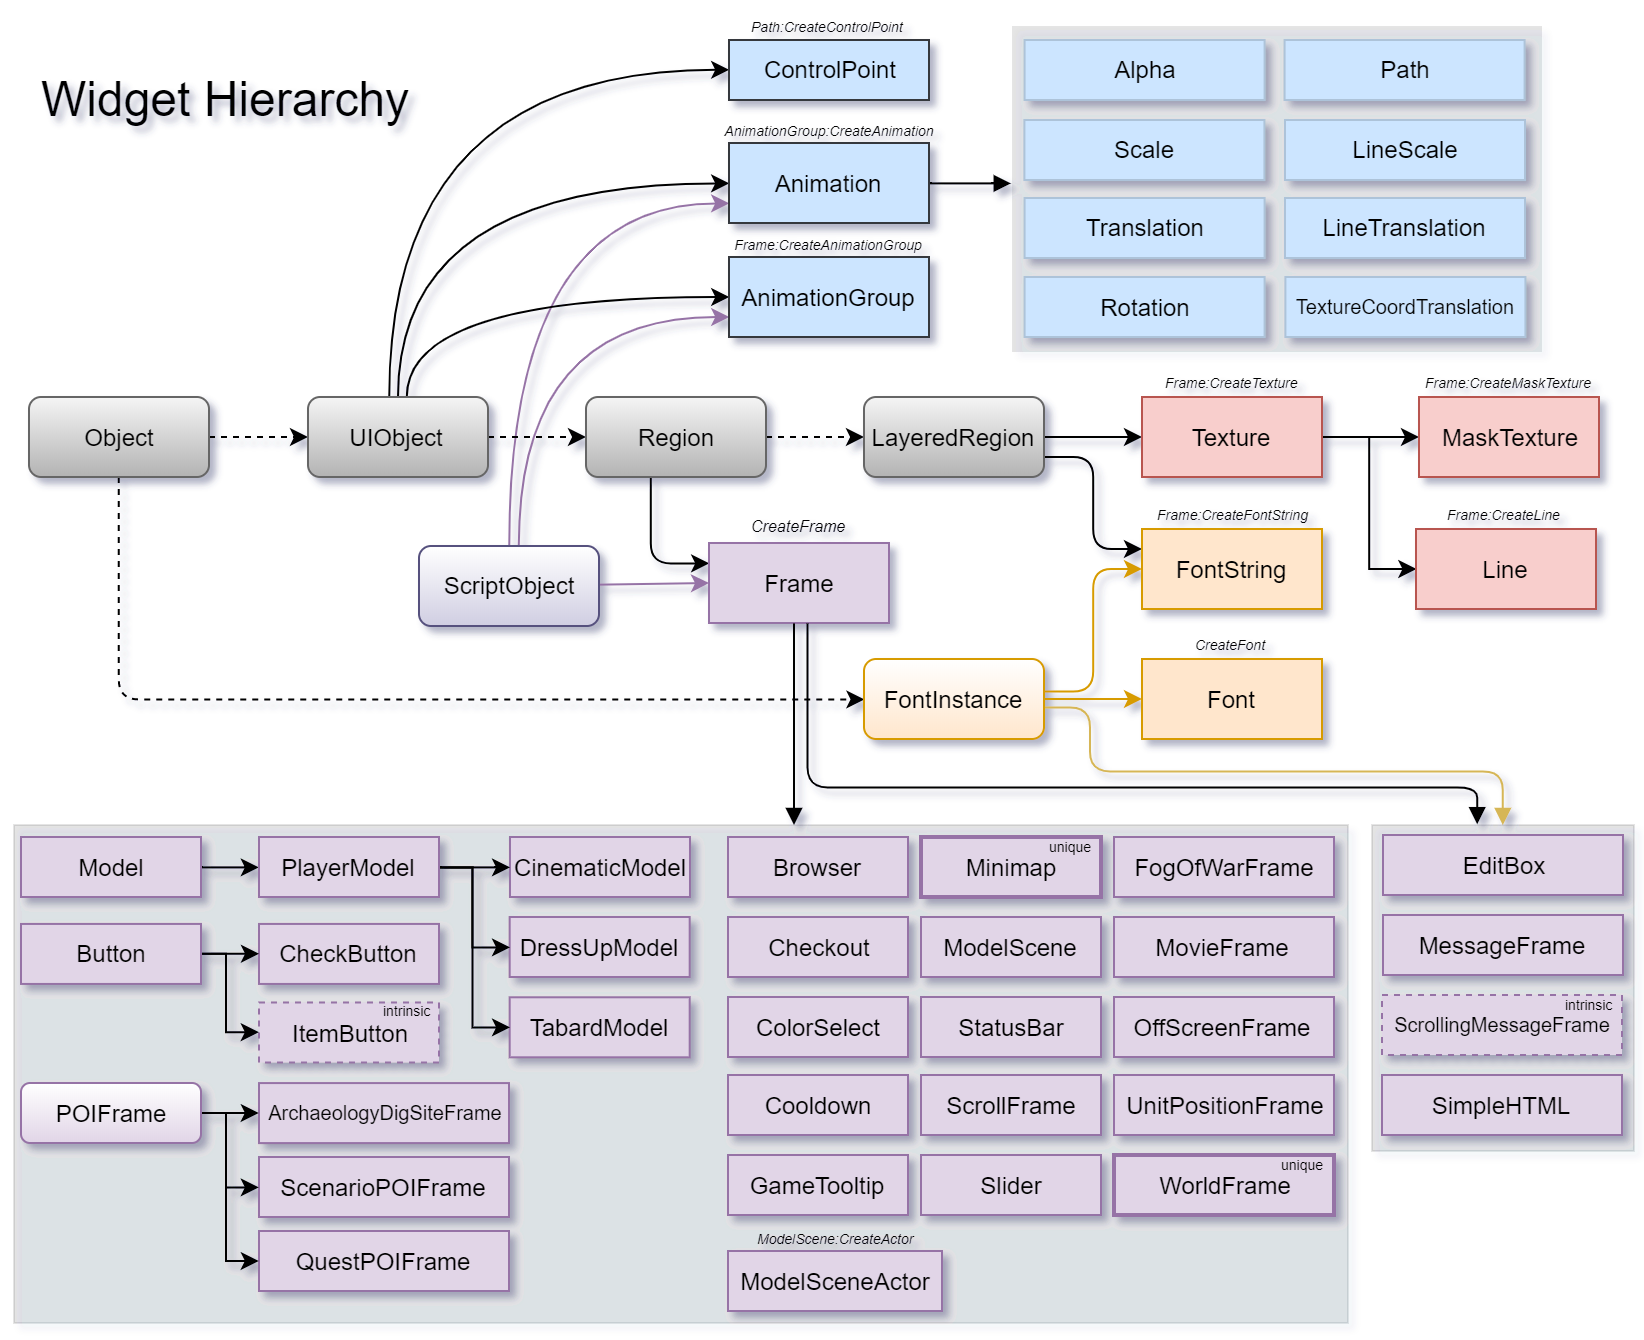 Widget Hierarchy
Path:CreateControlPoint
ControlPoint
AnimationGroup:CreateAnimation
Animation
Frame:CreateAnimationGroup
AnimationGroup
Alpha
Path
Scale
LineScale
Translation
LineTranslation
Rotation
TextureCoordTranslation
Object
UIObject
Region
LayeredRegion
Frame:CreateTexture
Texture
Frame:CreateMaskTexture
MaskTexture
ScriptObject
CreateFrame
Frame
Frame:CreateFontString
FontString
Frame:CreateLine
Line
FontInstance
CreateFont
Font
Model
PlayerModel
CinematicModel
Button
CheckButton
DressUpModel
intrinsic
ItemButton
TabardModel
POIFrame
ArchaeologyDigSiteFrame
ScenarioPOIFrame
QuestPOIFrame
Browser
unique
Minimap
FogOfWarFrame
Checkout
ModelScene
MovieFrame
ColorSelect
StatusBar
OffScreenFrame
Cooldown
ScrollFrame
UnitPositionFrame
GameTooltip
Slider
unique
WorldFrame
ModelScene:CreateActor
ModelSceneActor
EditBox
MessageFrame
intrinsic
ScrollingMessageFrame
SimpleHTML